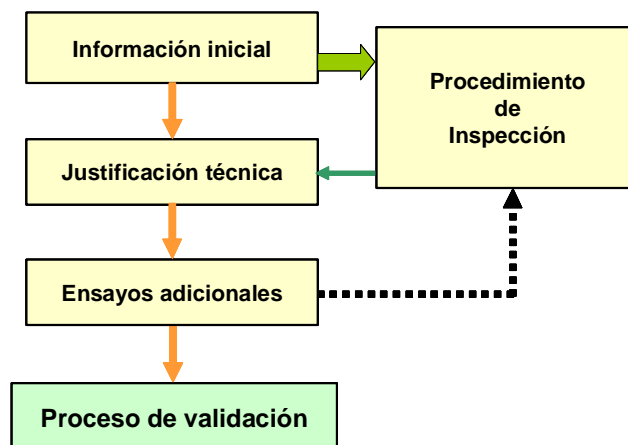 Información inicial
Procedimiento
de
Inspección
Justificación técnica
Ensayos adicionales
Proceso de validación